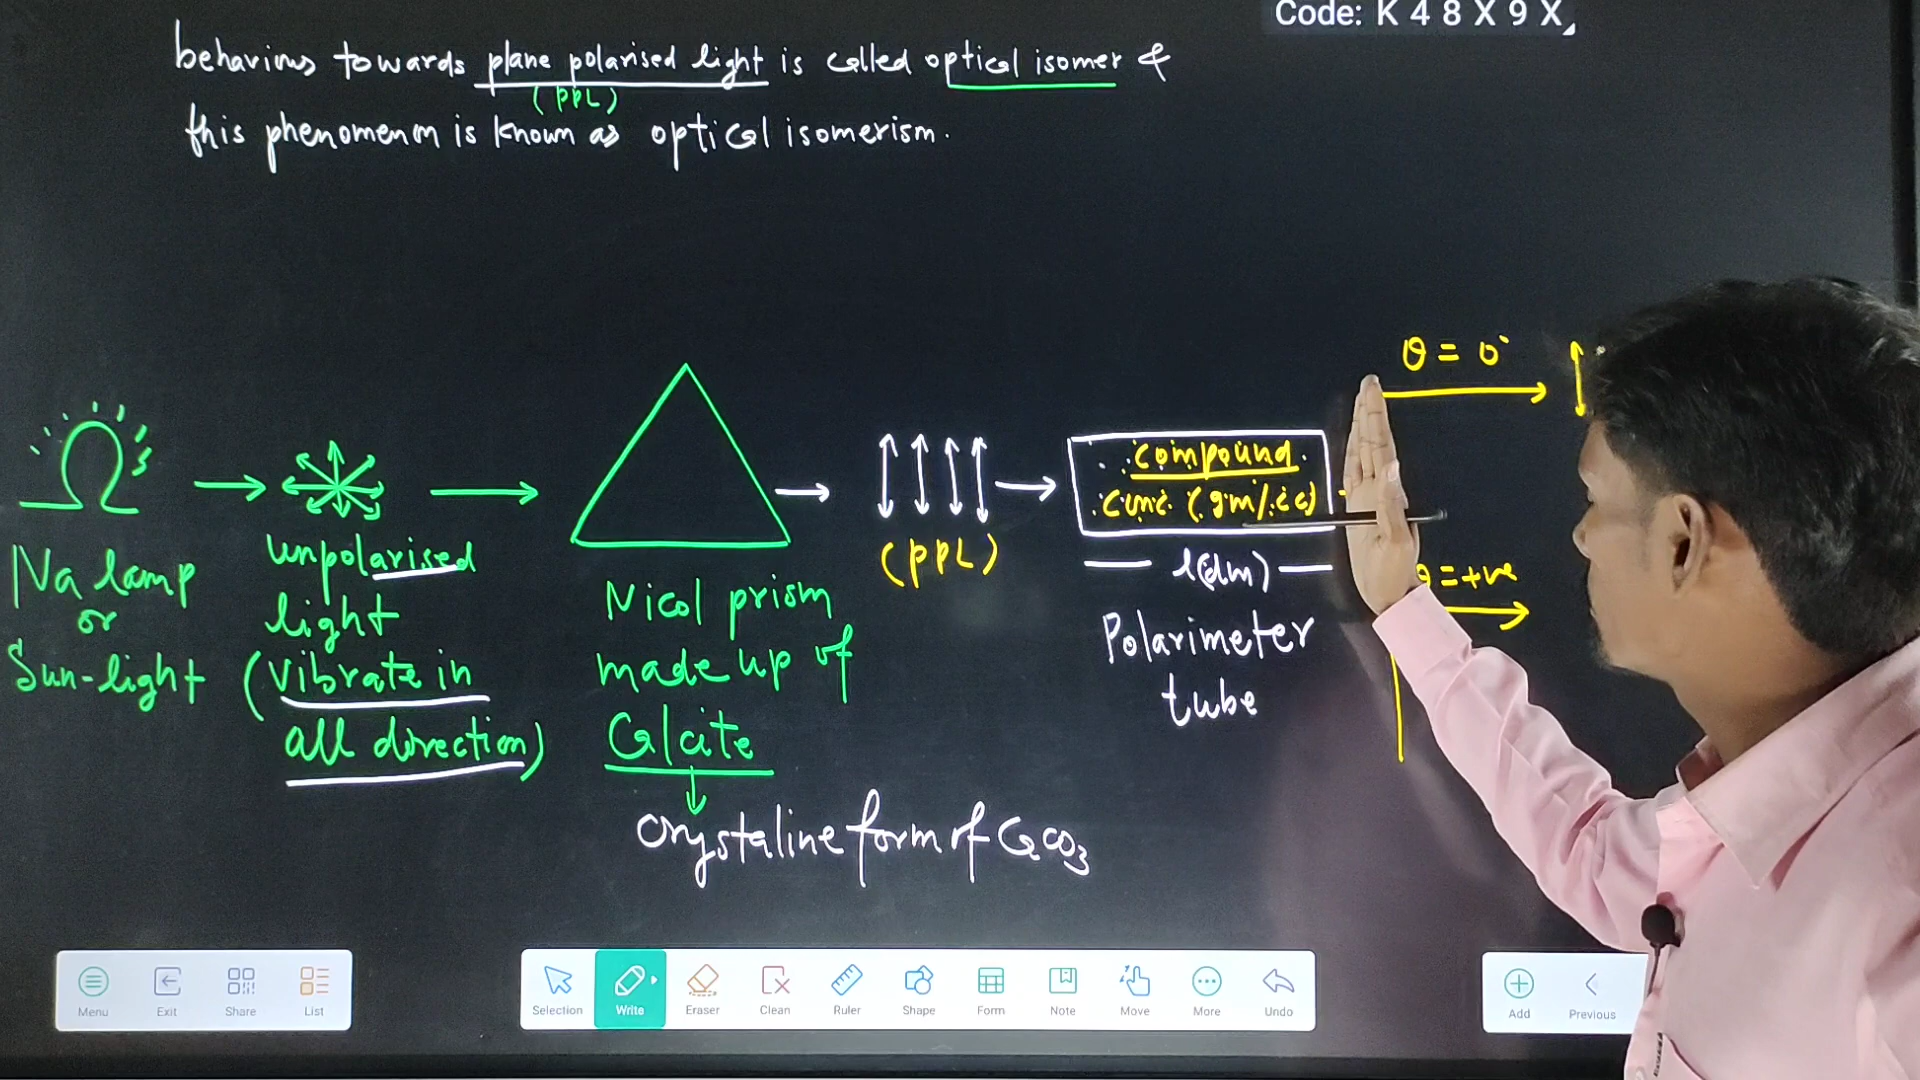 Code: K 4 8 X 9 X
behavious towards plane polarised light is called optical isomer &
(PPL)
this phenomenon is known as optical isomerism.
θ = 0°
compound
conc. (gm/cc)
Na lamp
or
Sun-light
unpolarised
light
(vibrate in
all direction)
Nicol prism
made up of
Calcite
crystaline form of CaCO3
(PPL)
l(dm)
Polarimeter
tube
θ = +ve
Menu
Exit
Share
List
Selection
Write
Eraser
Clean
Ruler
Shape
Form
Note
Move
More
Undo
Add
Previous